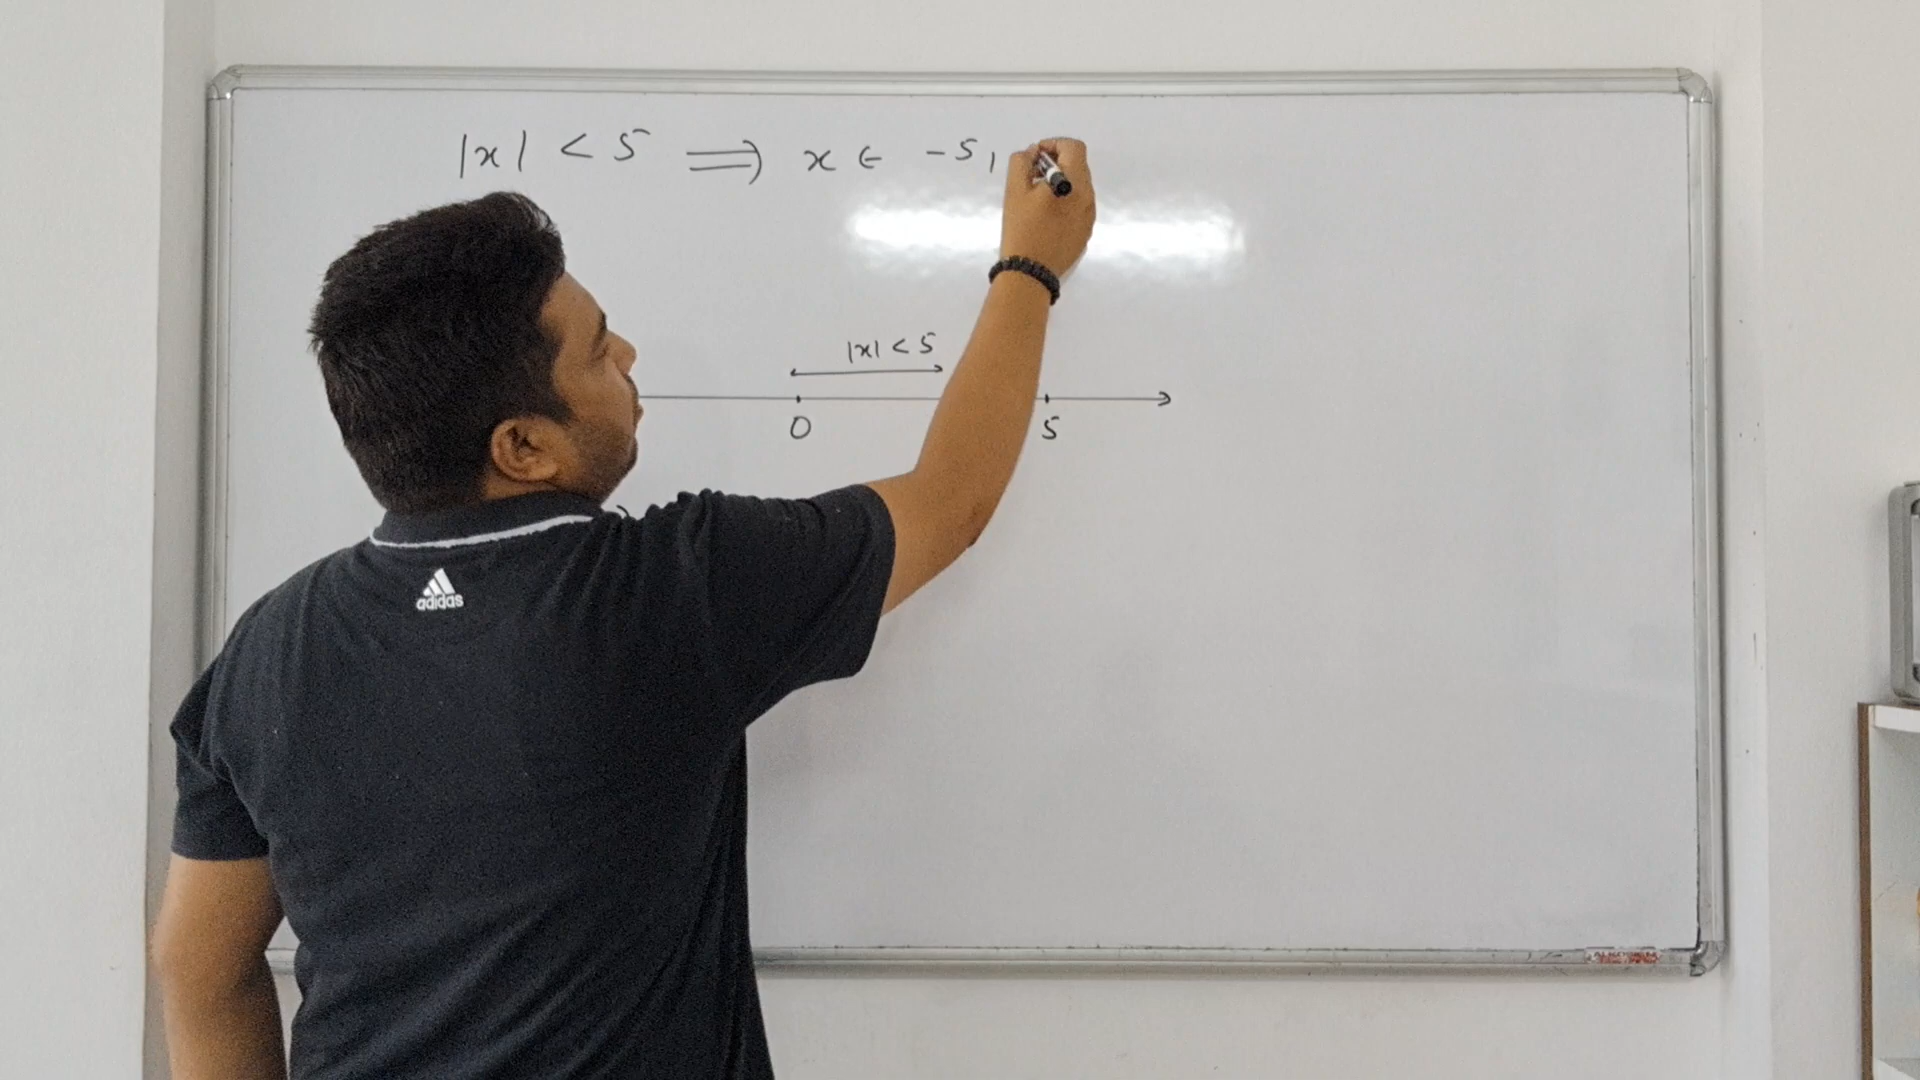 |x| < 5 ⟹ x ∈ -5,
|x| < 5
0 5
adidas